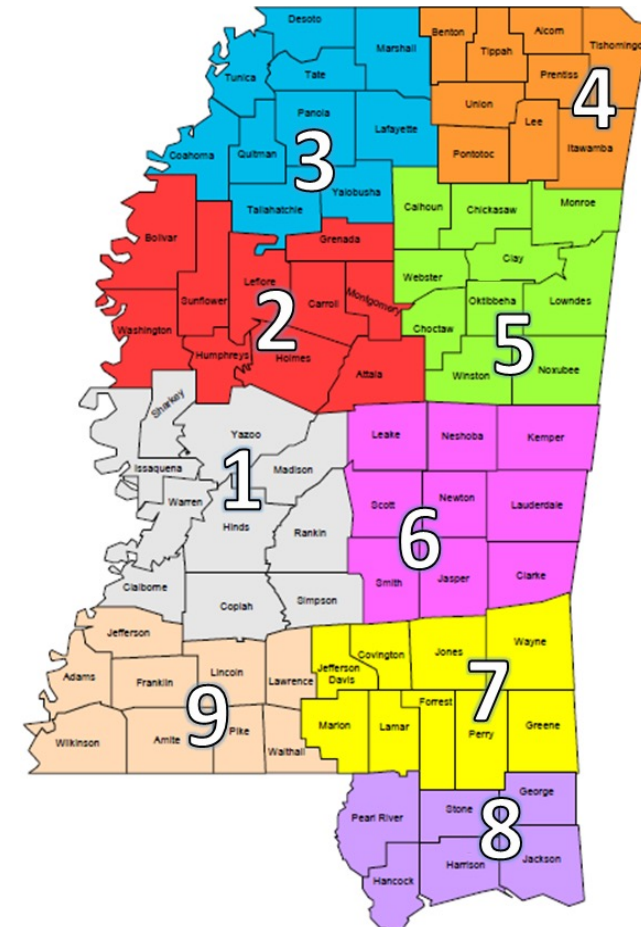 Desoto
Marshall
Benton
Tippah
Alcorn
Tishomingo
Tunica
Tate
Prentiss
Panola
Union
4
Lee
Lafayette
Coahoma
Quitman
3
Pontotoc
Itawamba
Yalobusha
Tallahatchie
Calhoun
Chickasaw
Monroe
Bolivar
Grenada
Clay
Webster
Leflore
Sunflower
Carroll
Montgomery
Oktibbeha
Lowndes
2
Washington
Choctaw
5
Humphreys
Holmes
Attala
Winston
Noxubee
Sharkey
Yazoo
Leake
Neshoba
Kemper
Issaquena
1
Madison
Warren
Hinds
Rankin
Scott
Newton
Lauderdale
6
Claiborne
Copiah
Simpson
Smith
Jasper
Clarke
Jefferson
Covington
Jones
Wayne
Adams
Franklin
Lincoln
Lawrence
Jefferson
Davis
7
9
Forrest
Marion
Lamar
Perry
Greene
Wilkinson
Amite
Pike
Walthall
Pearl River
Stone
George
8
Hancock
Harrison
Jackson